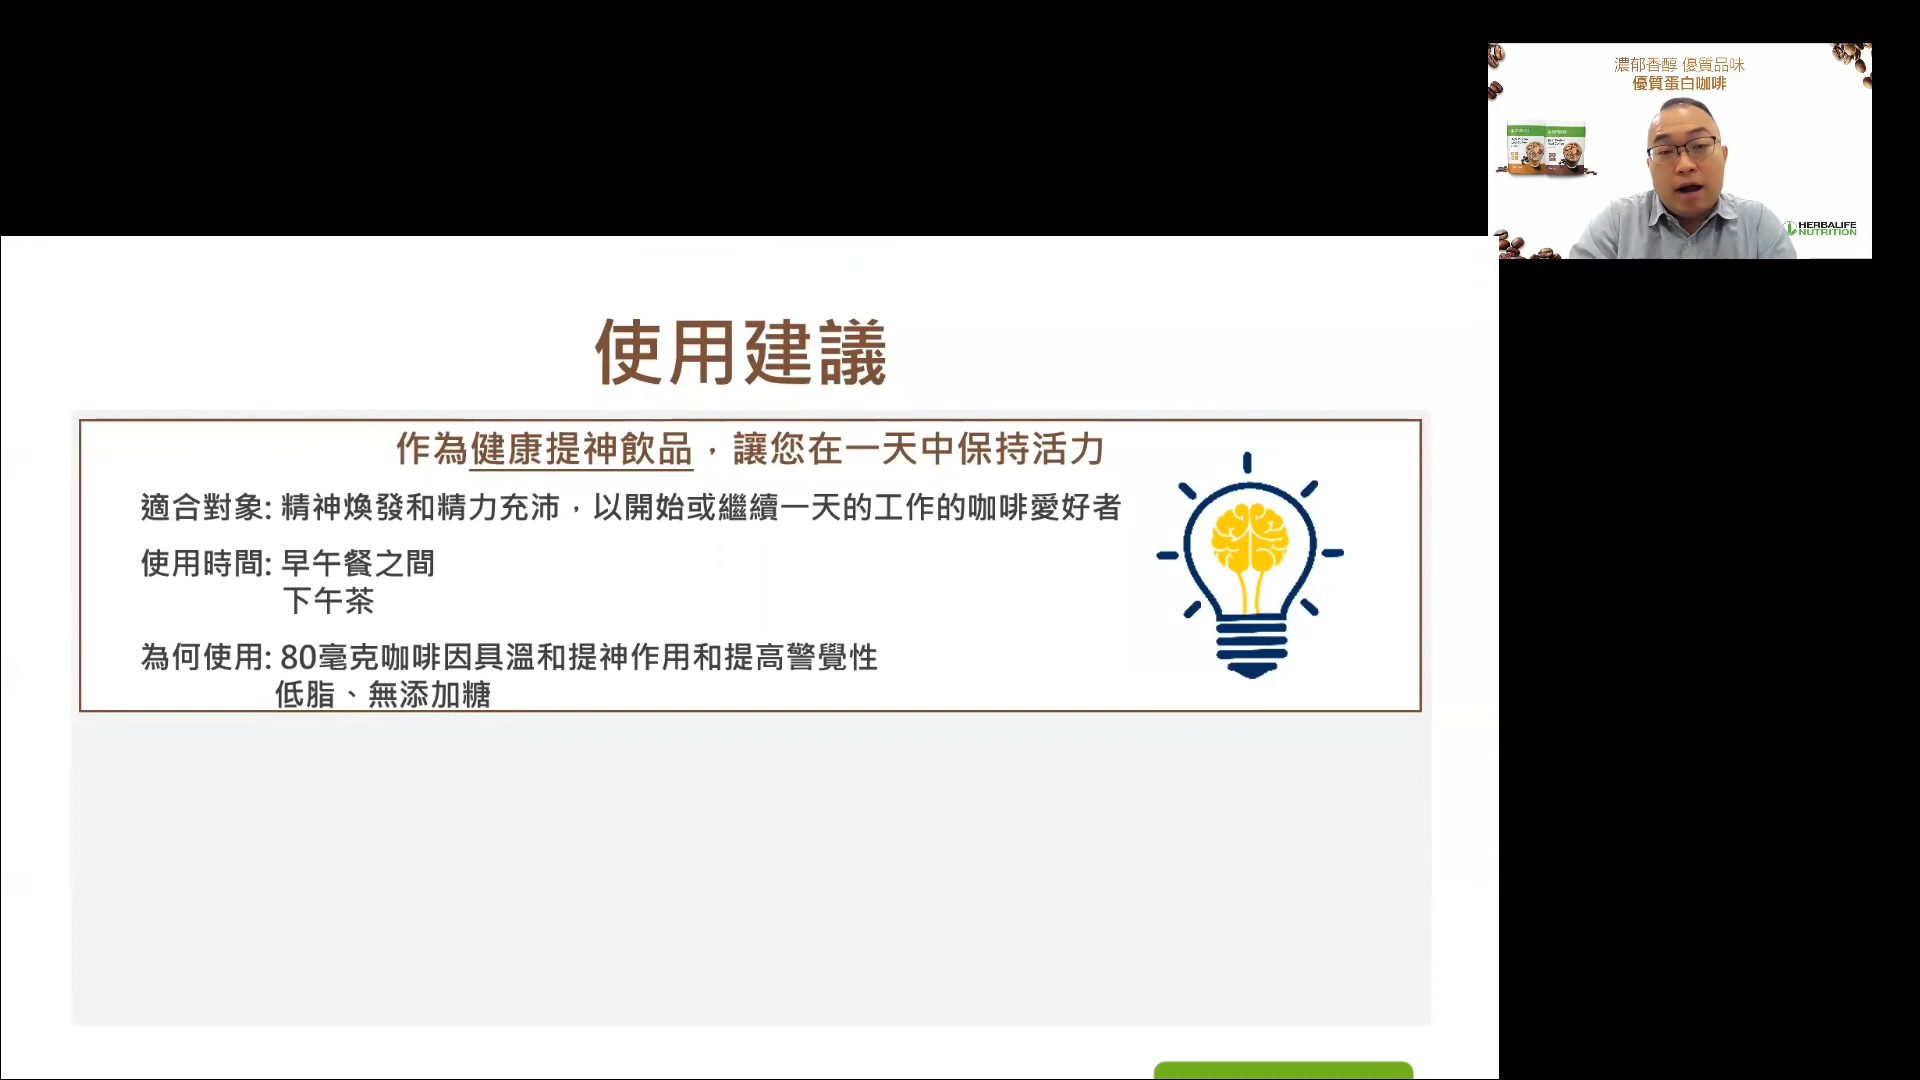 濃郁香醇 優質品味
優質蛋白咖啡
HERBALIFE
NUTRITION
使用建議
作為健康提神飲品，讓您在一天中保持活力
適合對象: 精神煥發和精力充沛，以開始或繼續一天的工作的咖啡愛好者
使用時間: 早午餐之間
下午茶
為何使用: 80毫克咖啡因具溫和提神作用和提高警覺性
低脂、無添加糖